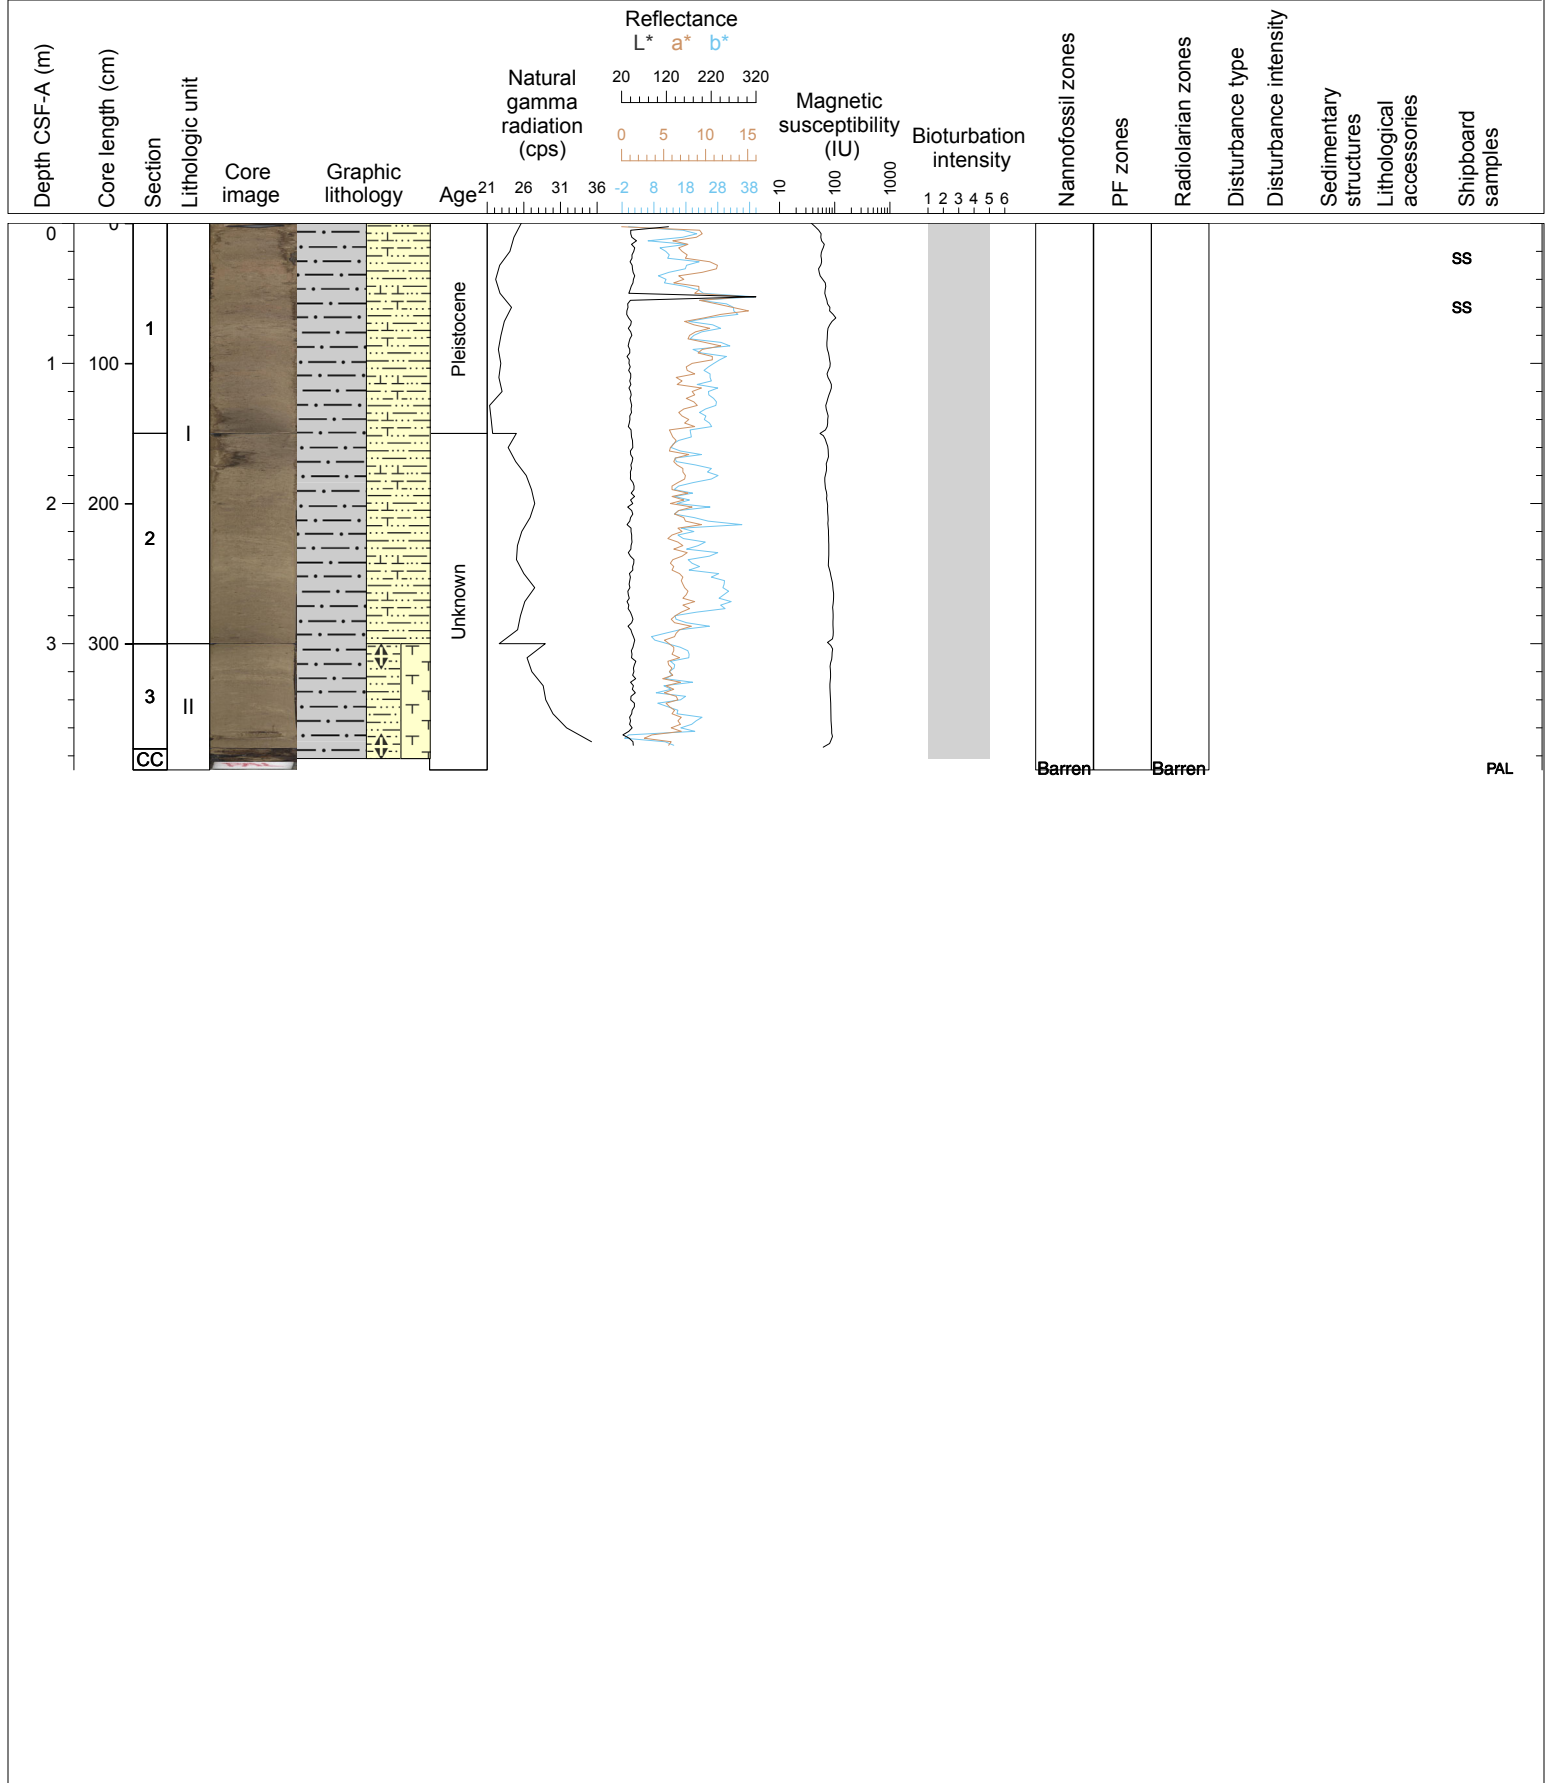 Depth CSF-A (m)
Core length (cm)
Section
Lithologic unit
Core
image
Graphic
lithology
Age
Natural
gamma
radiation
(cps)
21 26 31 36
Reflectance
L* a* b*
20 120 220 320
0 5 10 15
-2 8 18 28 38
Magnetic
susceptibility
(IU)
10 100 1000
Bioturbation
intensity
1 2 3 4 5 6
Nannofossil zones
PF zones
Radiolarian zones
Disturbance type
Disturbance intensity
Sedimentary
structures
Lithological
accessories
Shipboard
samples
0
1
2
3
0
100
200
300
1
2
3
CC
I
II
Pleistocene
Unknown
SS
SS
Barren
Barren
PAL